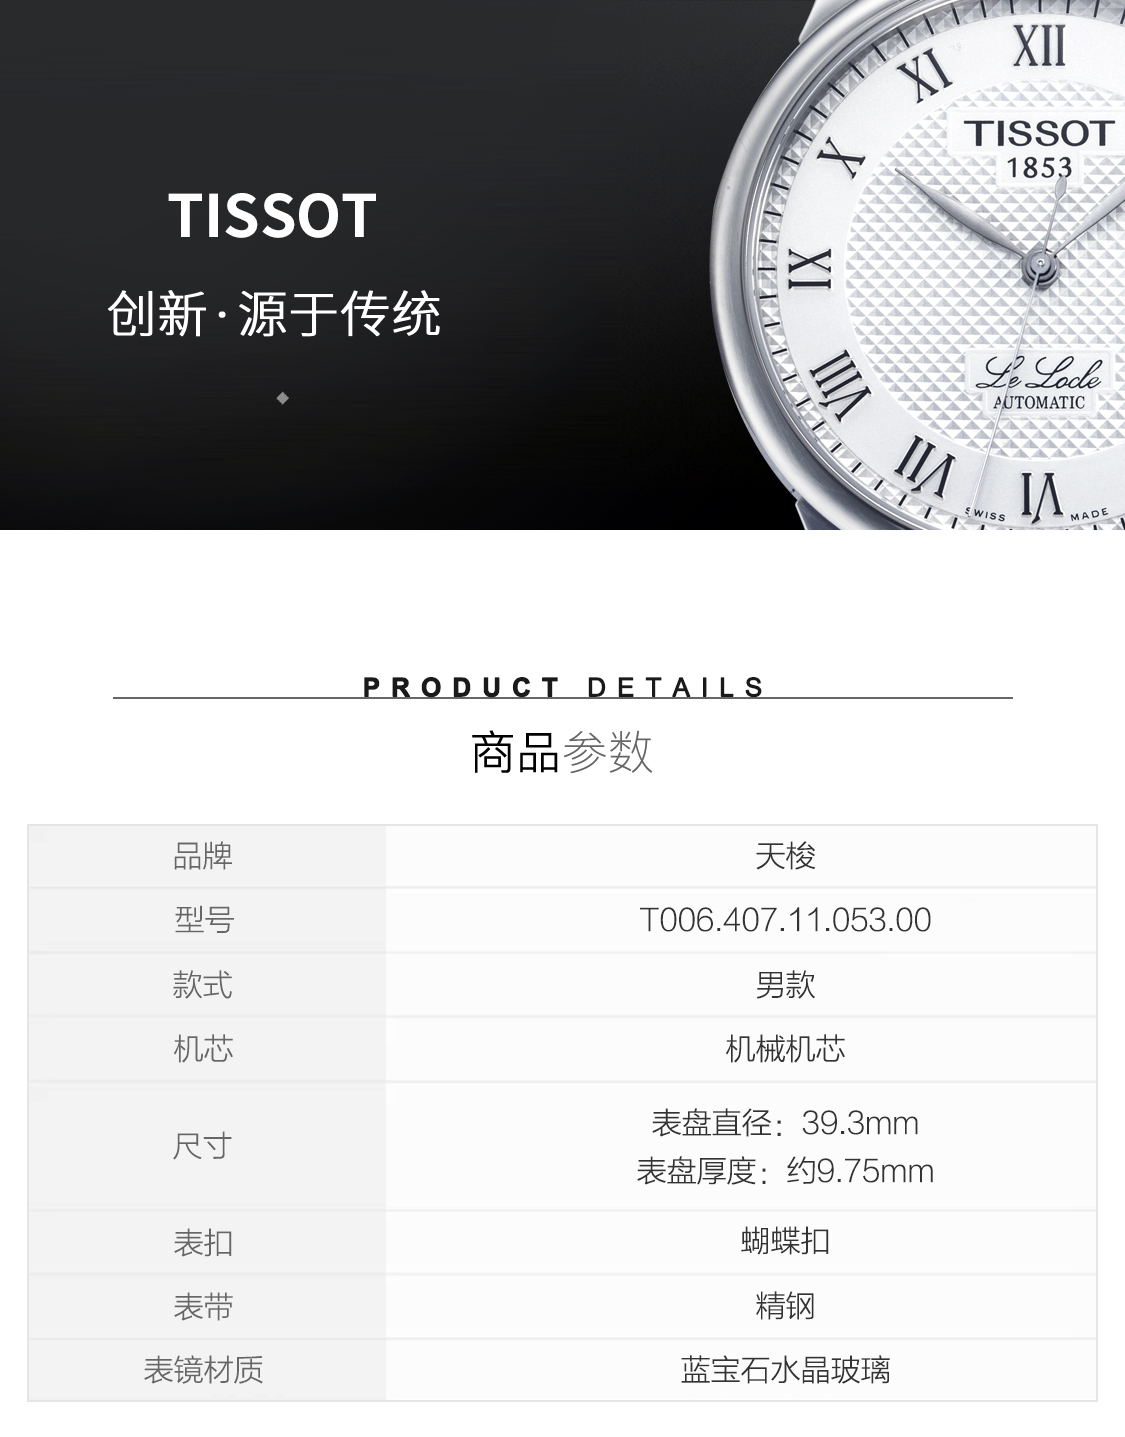 TISSOT
创新·源于传统
XII
XI
X
IX
VIII
VII
VI
TISSOT
1853
Le Locle
AUTOMATIC
SWISS MADE
PRODUCT DETAILS
商品参数
品牌 天梭
型号 T006.407.11.053.00
款式 男款
机芯 机械机芯
尺寸 表盘直径：39.3mm
表盘厚度：约9.75mm
表扣 蝴蝶扣
表带 精钢
表镜材质 蓝宝石水晶玻璃